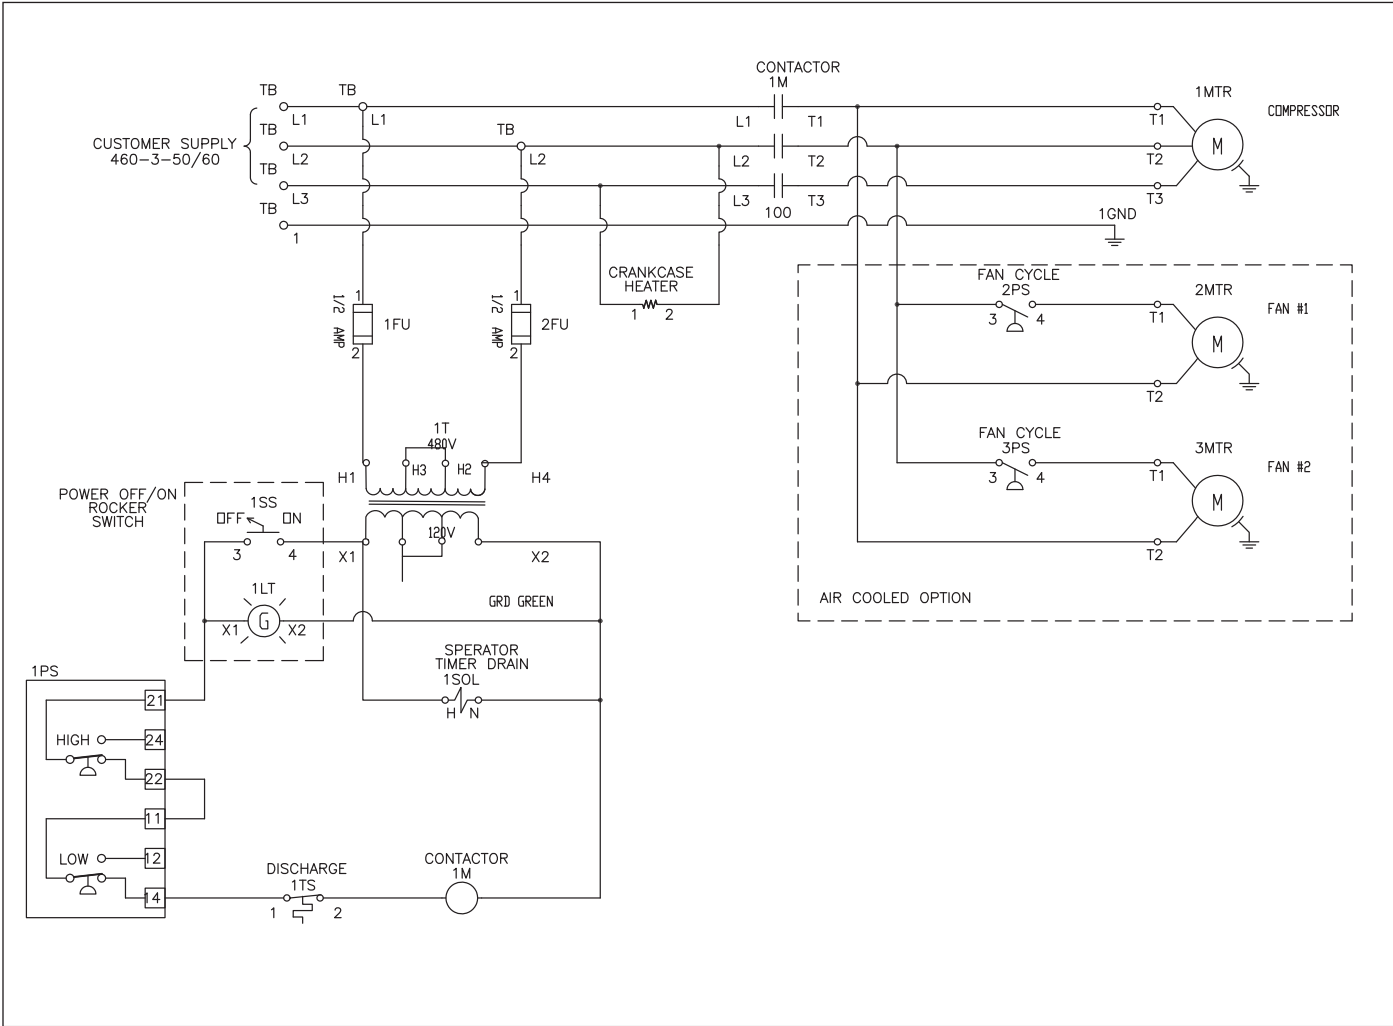 CONTACTOR
1M
TB
TB
L1
L1
L1
T1
T1
1MTR
COMPRESSOR
M
CUSTOMER SUPPLY
460-3-50/60
TB
TB
L2
L2
L2
T2
T2
TB
L3
L3
T3
T3
100
TB
1
1GND
CRANKCASE
HEATER
1
2
1
1/2 AMP
1FU
2
1
1/2 AMP
2FU
2
FAN CYCLE
2PS
3
4
T1
2MTR
FAN #1
M
T2
FAN CYCLE
3PS
3
4
T1
3MTR
FAN #2
M
T2
AIR COOLED OPTION
1T
480V
H1
H3
H2
H4
120V
X1
X2
GRD GREEN
POWER OFF/ON
ROCKER
SWITCH
1SS
OFF
ON
3
4
1LT
X1
G
X2
SPERATOR
TIMER DRAIN
1SOL
H
N
1PS
21
HIGH
24
22
11
LOW
12
14
DISCHARGE
1TS
1
2
CONTACTOR
1M